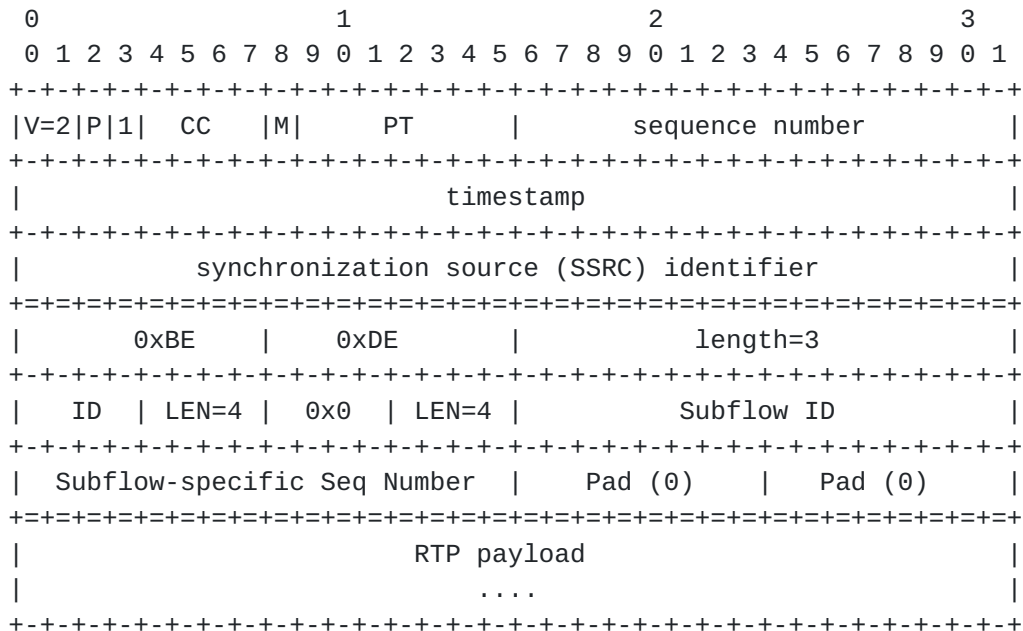 0                   1                   2                   3
 0 1 2 3 4 5 6 7 8 9 0 1 2 3 4 5 6 7 8 9 0 1 2 3 4 5 6 7 8 9 0 1
+-+-+-+-+-+-+-+-+-+-+-+-+-+-+-+-+-+-+-+-+-+-+-+-+-+-+-+-+-+-+-+-+
|V=2|P|1|  CC   |M|     PT      |       sequence number         |
+-+-+-+-+-+-+-+-+-+-+-+-+-+-+-+-+-+-+-+-+-+-+-+-+-+-+-+-+-+-+-+-+
|                           timestamp                           |
+-+-+-+-+-+-+-+-+-+-+-+-+-+-+-+-+-+-+-+-+-+-+-+-+-+-+-+-+-+-+-+-+
|           synchronization source (SSRC) identifier            |
+=+=+=+=+=+=+=+=+=+=+=+=+=+=+=+=+=+=+=+=+=+=+=+=+=+=+=+=+=+=+=+=+
|       0xBE    |    0xDE       |           length=3            |
+-+-+-+-+-+-+-+-+-+-+-+-+-+-+-+-+-+-+-+-+-+-+-+-+-+-+-+-+-+-+-+-+
|   ID  | LEN=4 |  0x0  | LEN=4 |          Subflow ID           |
+-+-+-+-+-+-+-+-+-+-+-+-+-+-+-+-+-+-+-+-+-+-+-+-+-+-+-+-+-+-+-+-+
|  Subflow-specific Seq Number  |    Pad (0)    |   Pad (0)     |
+=+=+=+=+=+=+=+=+=+=+=+=+=+=+=+=+=+=+=+=+=+=+=+=+=+=+=+=+=+=+=+=+
|                         RTP payload                           |
|                             ....                              |
+-+-+-+-+-+-+-+-+-+-+-+-+-+-+-+-+-+-+-+-+-+-+-+-+-+-+-+-+-+-+-+-+